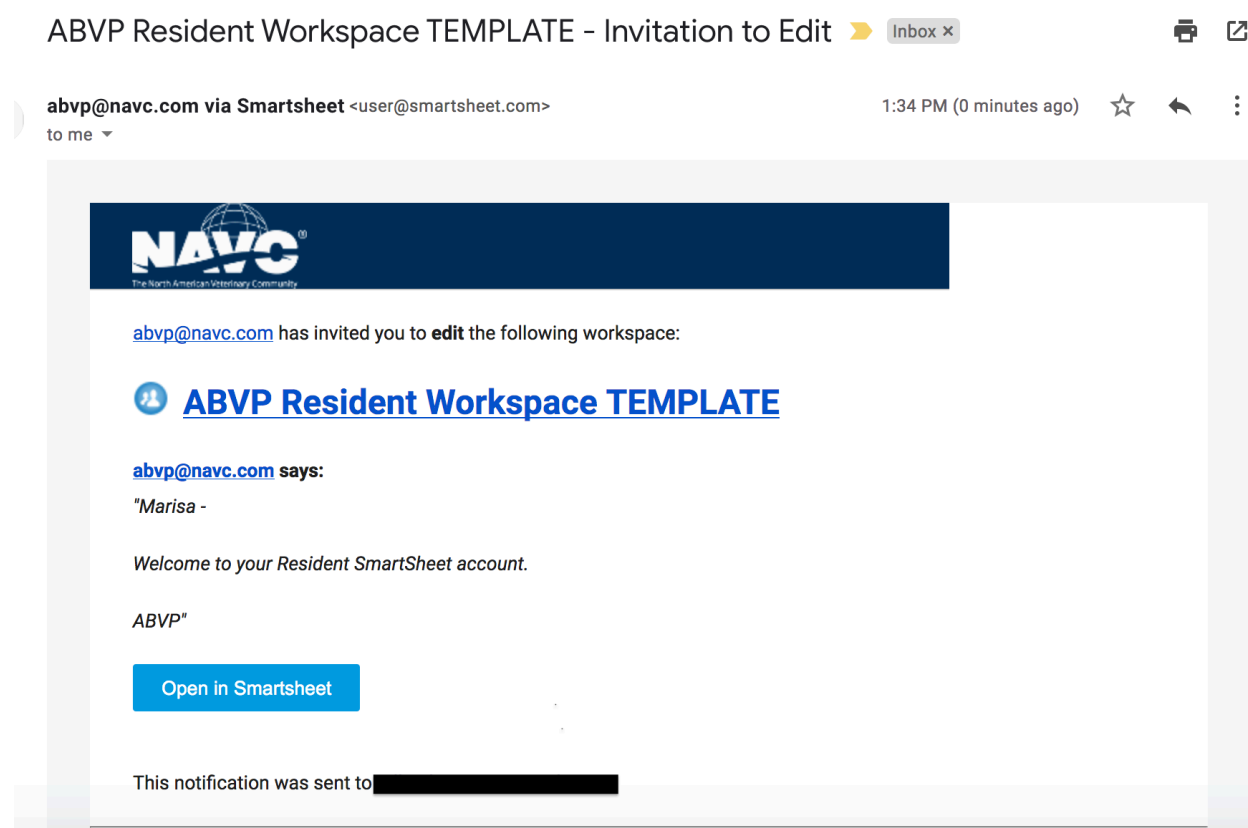 ABVP Resident Workspace TEMPLATE - Invitation to Edit Inbox ×
abvp@navc.com via Smartsheet <user@smartsheet.com> 1:34 PM (0 minutes ago)
to me
NAVC®
The North American Veterinary Community
abvp@navc.com has invited you to edit the following workspace:
ABVP Resident Workspace TEMPLATE
abvp@navc.com says:
"Marisa -
Welcome to your Resident SmartSheet account.
ABVP"
Open in Smartsheet
This notification was sent to